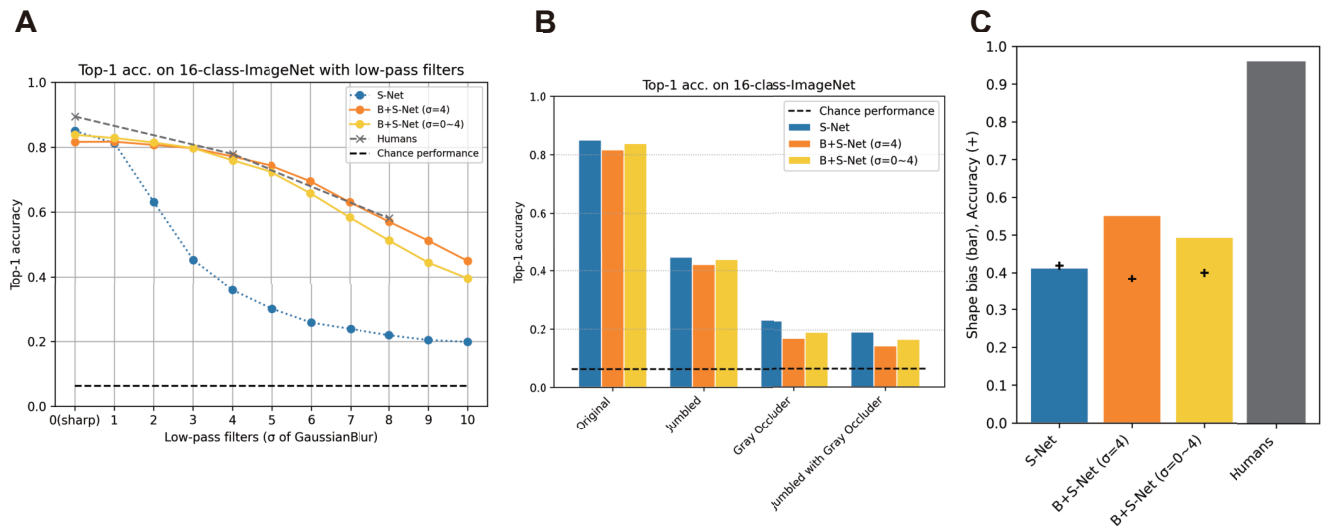 A
Top-1 acc. on 16-class-ImageNet with low-pass filters
Top-1 accuracy
1.0
0.8
0.6
0.4
0.2
0.0
S-Net
B+S-Net (σ=4)
B+S-Net (σ=0~4)
Humans
Chance performance
0(sharp) 1 2 3 4 5 6 7 8 9 10
Low-pass filters (σ of GaussianBlur)
B
Top-1 acc. on 16-class-ImageNet
Top-1 accuracy
1.0
0.8
0.6
0.4
0.2
0.0
Chance performance
S-Net
B+S-Net (σ=4)
B+S-Net (σ=0~4)
Original
Jumbled
Gray Occluder
Jumbled with Gray Occluder
C
Shape bias (bar), Accuracy (+)
1.0
0.9
0.8
0.7
0.6
0.5
0.4
0.3
0.2
0.1
0.0
S-Net
B+S-Net (σ=4)
B+S-Net (σ=0~4)
Humans